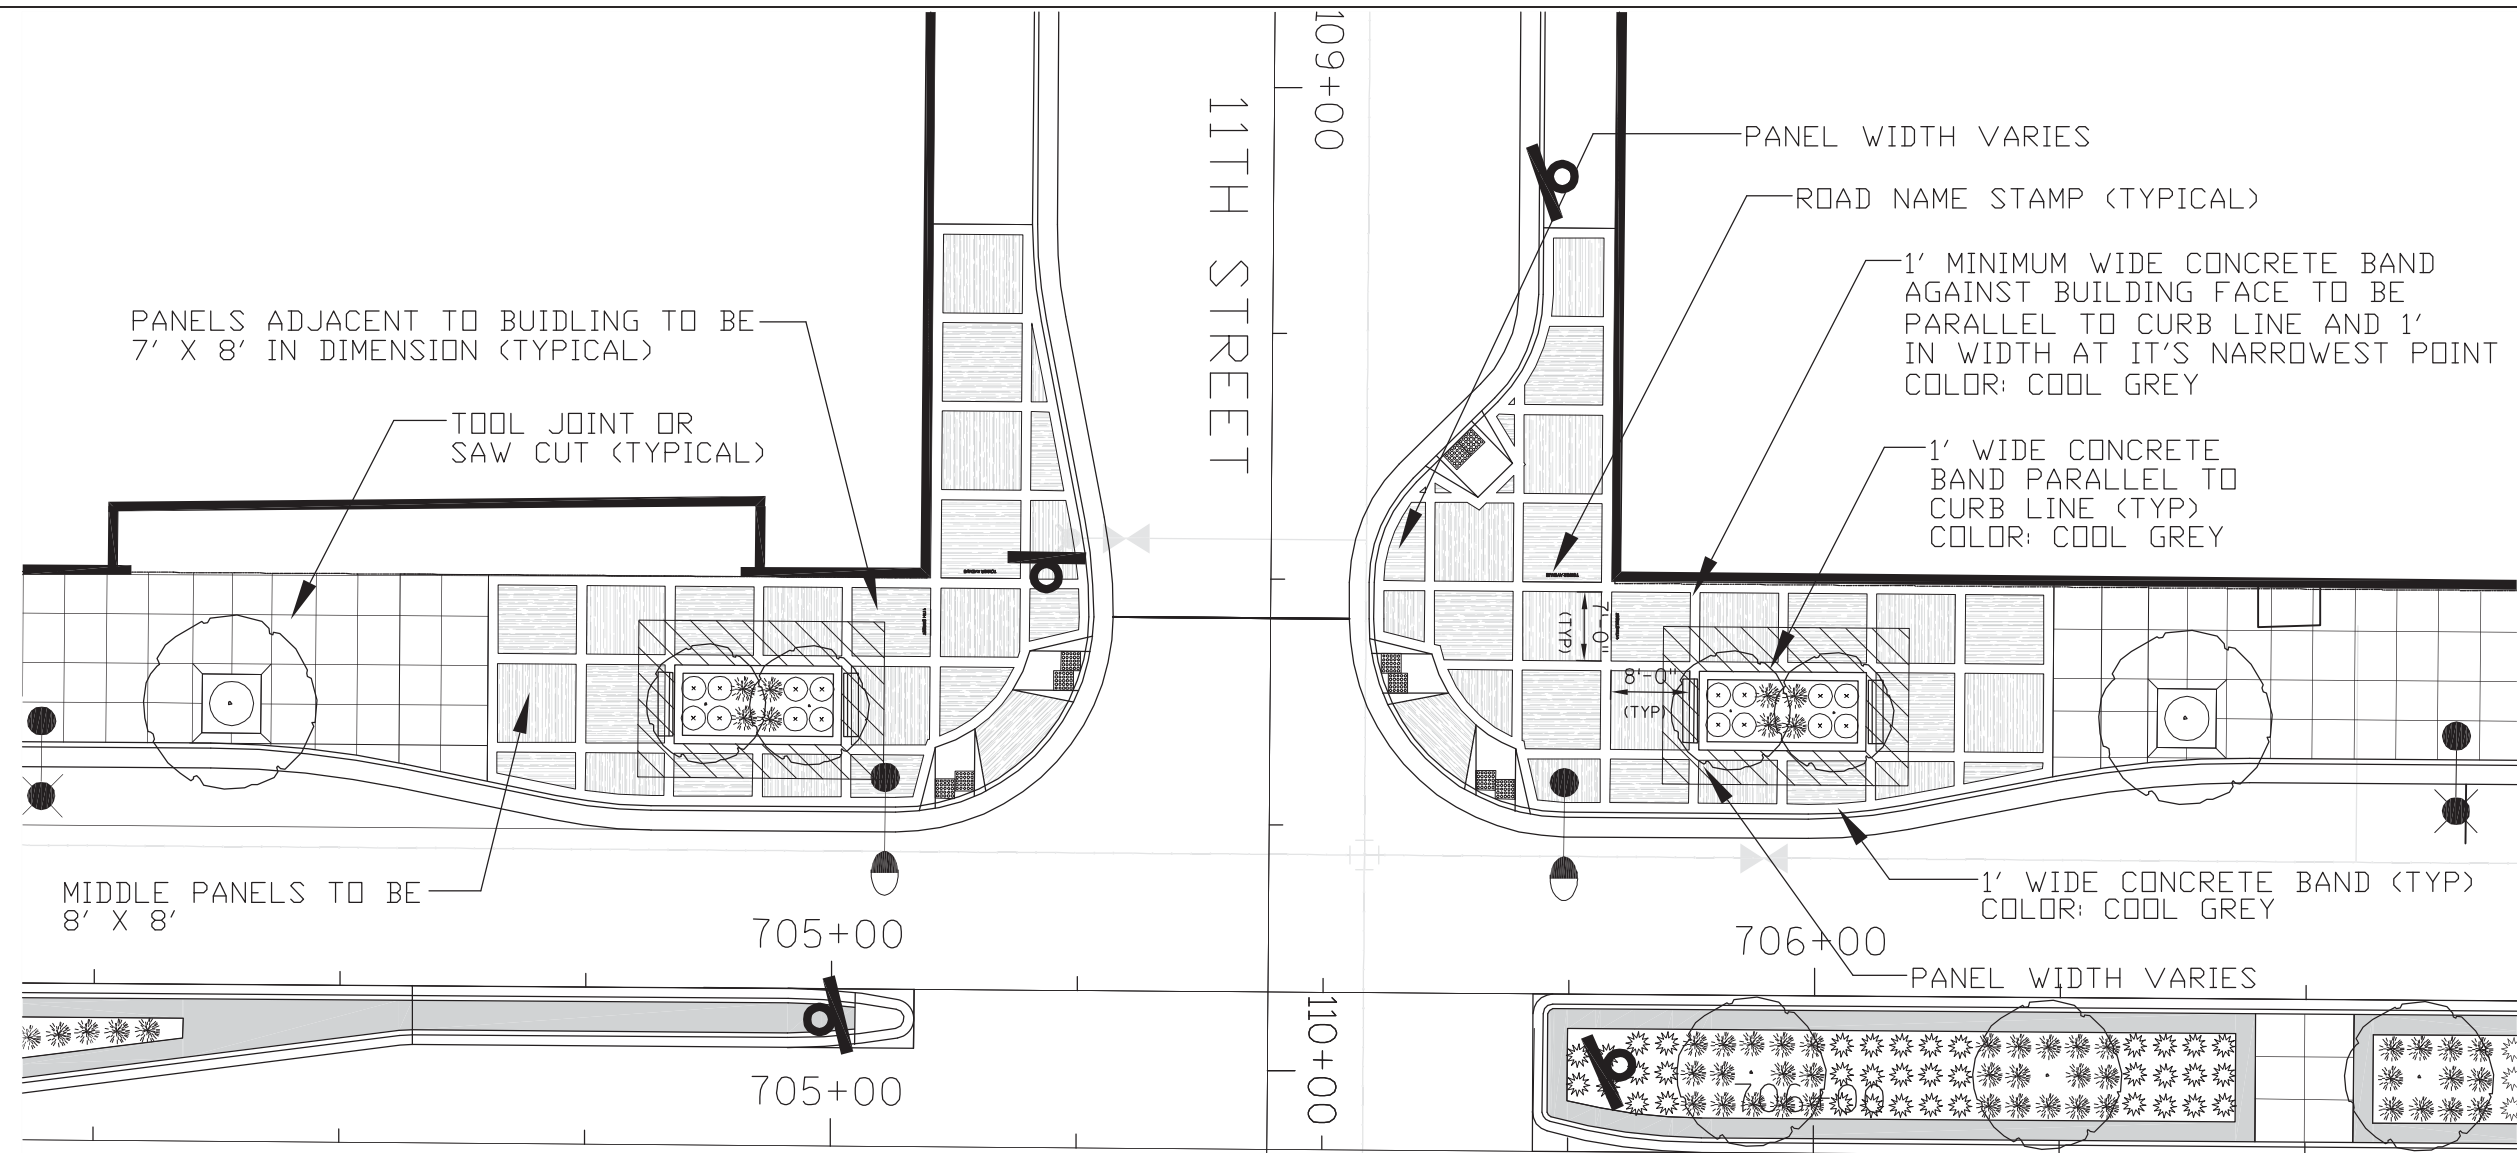 109+00
11TH STREET
PANEL WIDTH VARIES
ROAD NAME STAMP (TYPICAL)
1' MINIMUM WIDE CONCRETE BAND
AGAINST BUILDING FACE TO BE
PARALLEL TO CURB LINE AND 1'
IN WIDTH AT IT'S NARROWEST POINT
COLOR: COOL GREY
PANELS ADJACENT TO BUIDLING TO BE
7' X 8' IN DIMENSION (TYPICAL)
TOOL JOINT OR
SAW CUT (TYPICAL)
1' WIDE CONCRETE
BAND PARALLEL TO
CURB LINE (TYP)
COLOR: COOL GREY
7'-0"
(TYP)
8'-0"
(TYP)
MIDDLE PANELS TO BE
8' X 8'
1' WIDE CONCRETE BAND (TYP)
COLOR: COOL GREY
705+00
706+00
PANEL WIDTH VARIES
110+00
705+00
706+00